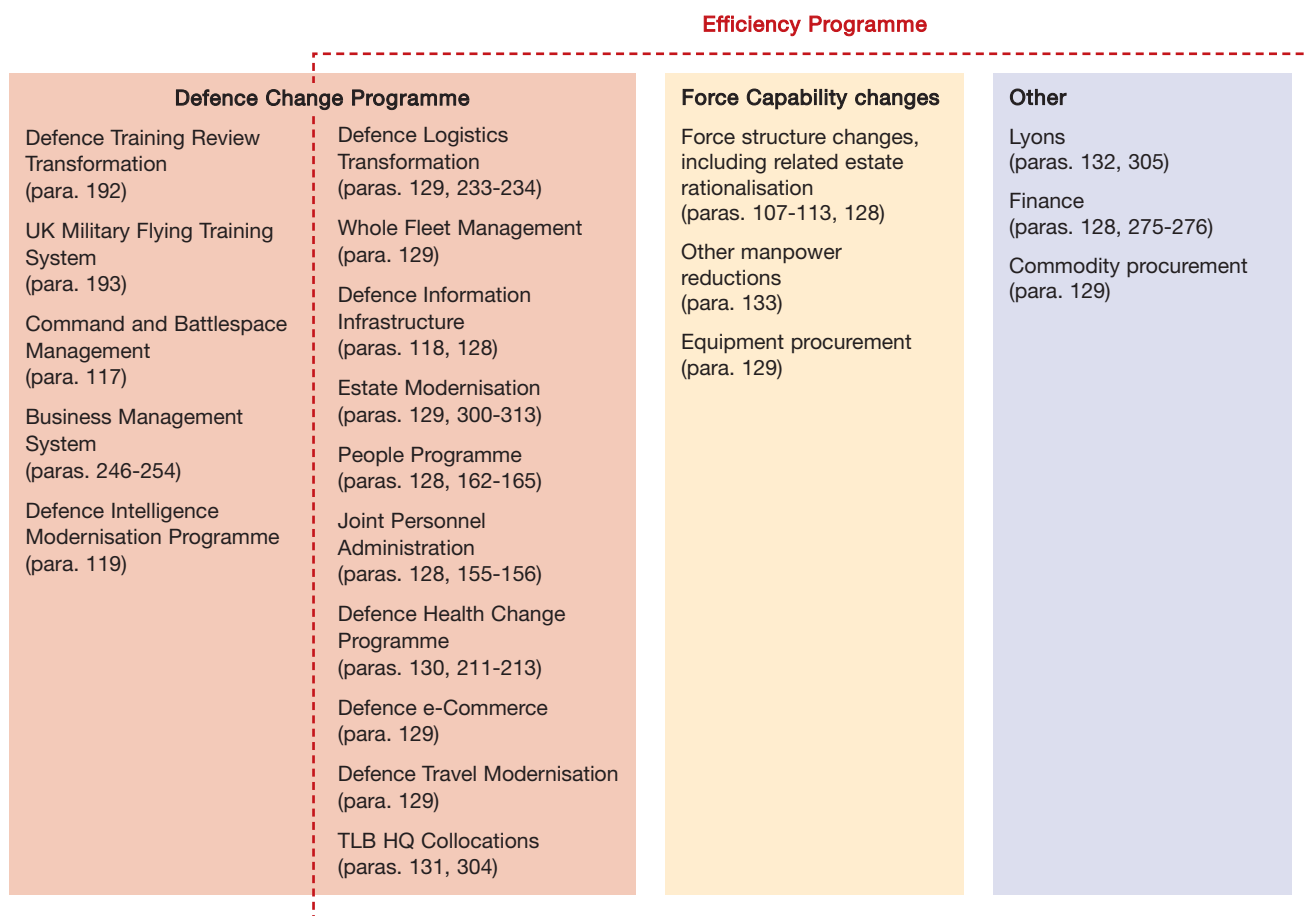 Efficiency Programme
Defence Change Programme
Defence Training Review
Transformation
(para. 192)
UK Military Flying Training
System
(para. 193)
Command and Battlespace
Management
(para. 117)
Business Management
System
(paras. 246-254)
Defence Intelligence
Modernisation Programme
(para. 119)
Defence Logistics
Transformation
(paras. 129, 233-234)
Whole Fleet Management
(para. 129)
Defence Information
Infrastructure
(paras. 118, 128)
Estate Modernisation
(paras. 129, 300-313)
People Programme
(paras. 128, 162-165)
Joint Personnel
Administration
(paras. 128, 155-156)
Defence Health Change
Programme
(paras. 130, 211-213)
Defence e-Commerce
(para. 129)
Defence Travel Modernisation
(para. 129)
TLB HQ Collocations
(paras. 131, 304)
Force Capability changes
Force structure changes,
including related estate
rationalisation
(paras. 107-113, 128)
Other manpower
reductions
(para. 133)
Equipment procurement
(para. 129)
Other
Lyons
(paras. 132, 305)
Finance
(paras. 128, 275-276)
Commodity procurement
(para. 129)